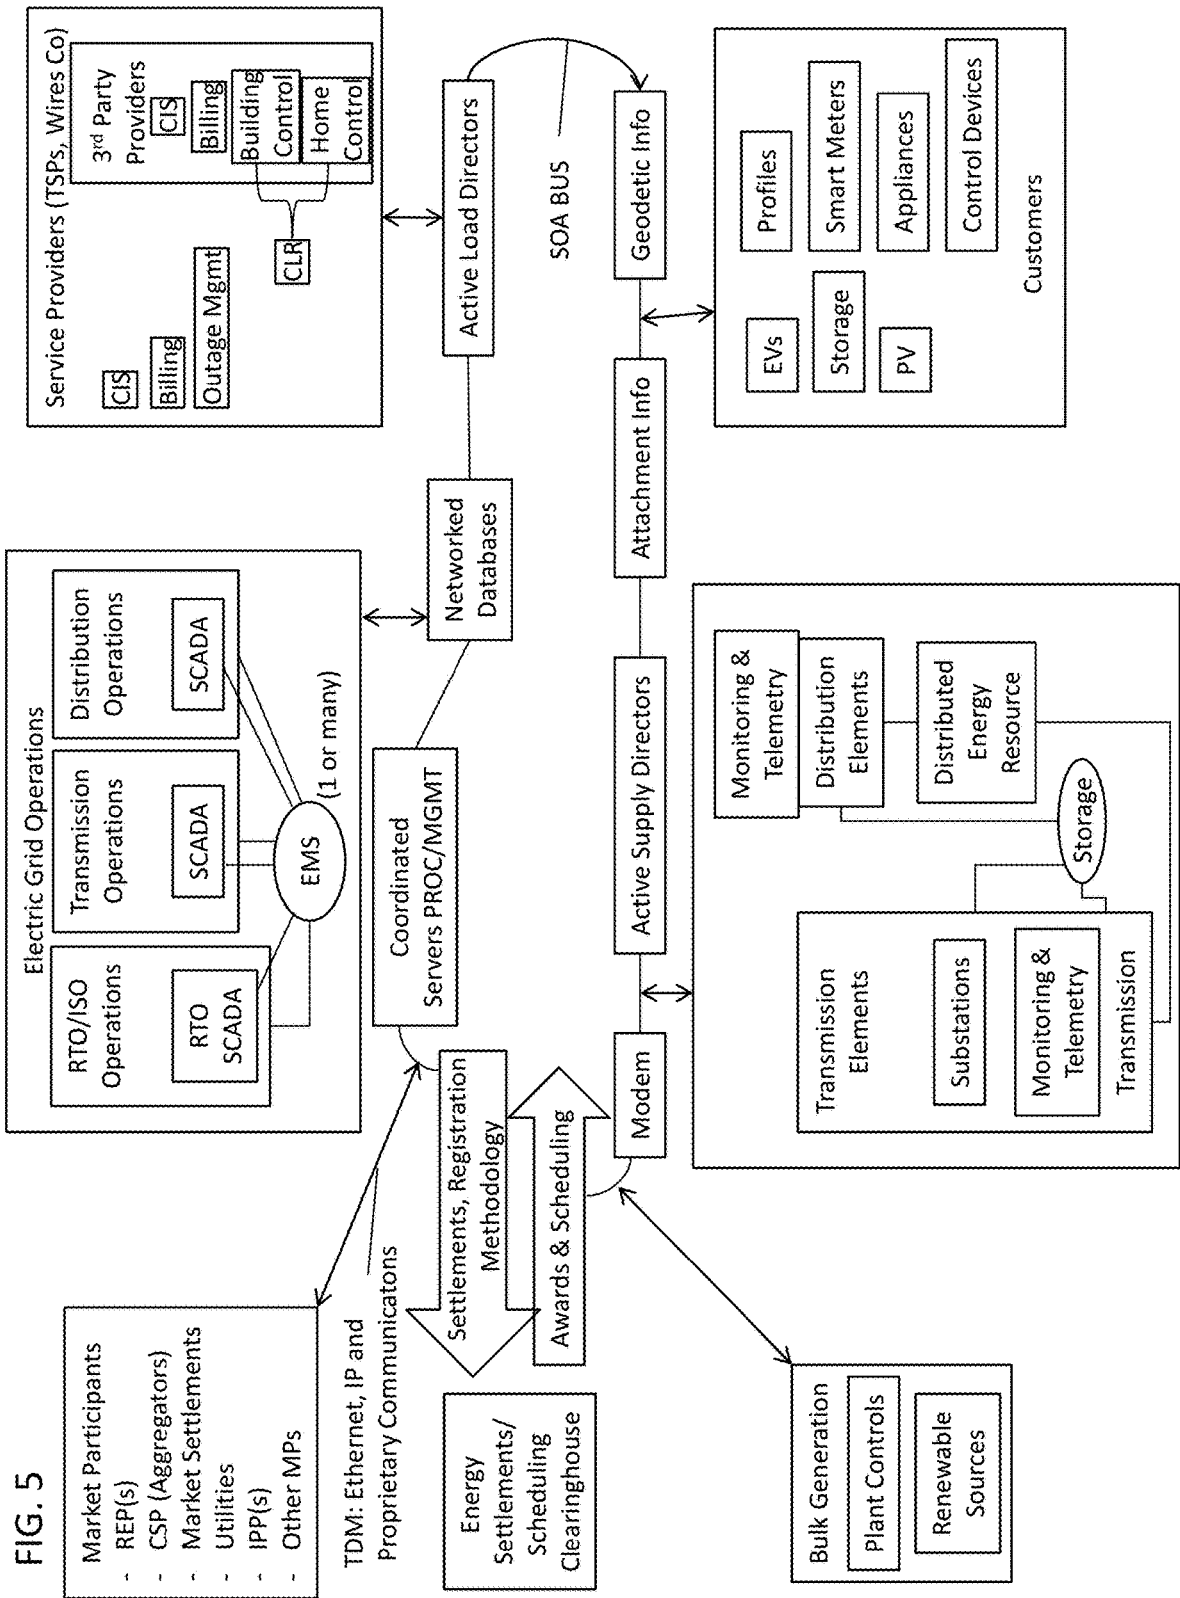 FIG. 5
Market Participants
- REP(s)
- CSP (Aggregators)
- Market Settlements
- Utilities
- IPP(s)
- Other MPs
TDM: Ethernet, IP and
Proprietary Communicatons
Energy
Settlements/
Scheduling
Clearinghouse
Bulk Generation
Plant Controls
Renewable
Sources
Settlements, Registration
Methodology
Awards & Scheduling
Electric Grid Operations
RTO/ISO
Operations
RTO
SCADA
Transmission
Operations
SCADA
Distribution
Operations
SCADA
EMS
(1 or many)
Coordinated
Servers PROC/MGMT
Networked
Databases
Active Load Directors
Service Providers (TSPs, Wires Co)
CIS
Billing
Outage Mgmt
CLR
3rd Party
Providers
CIS
Billing
Building
Control
Home
Control
SOA BUS
Modem
Active Supply Directors
Attachment Info
Geodetic Info
Transmission
Elements
Substations
Monitoring &
Telemetry
Transmission
Storage
Monitoring &
Telemetry
Distribution
Elements
Distributed
Energy
Resource
EVs
Storage
PV
Profiles
Smart Meters
Appliances
Control Devices
Customers